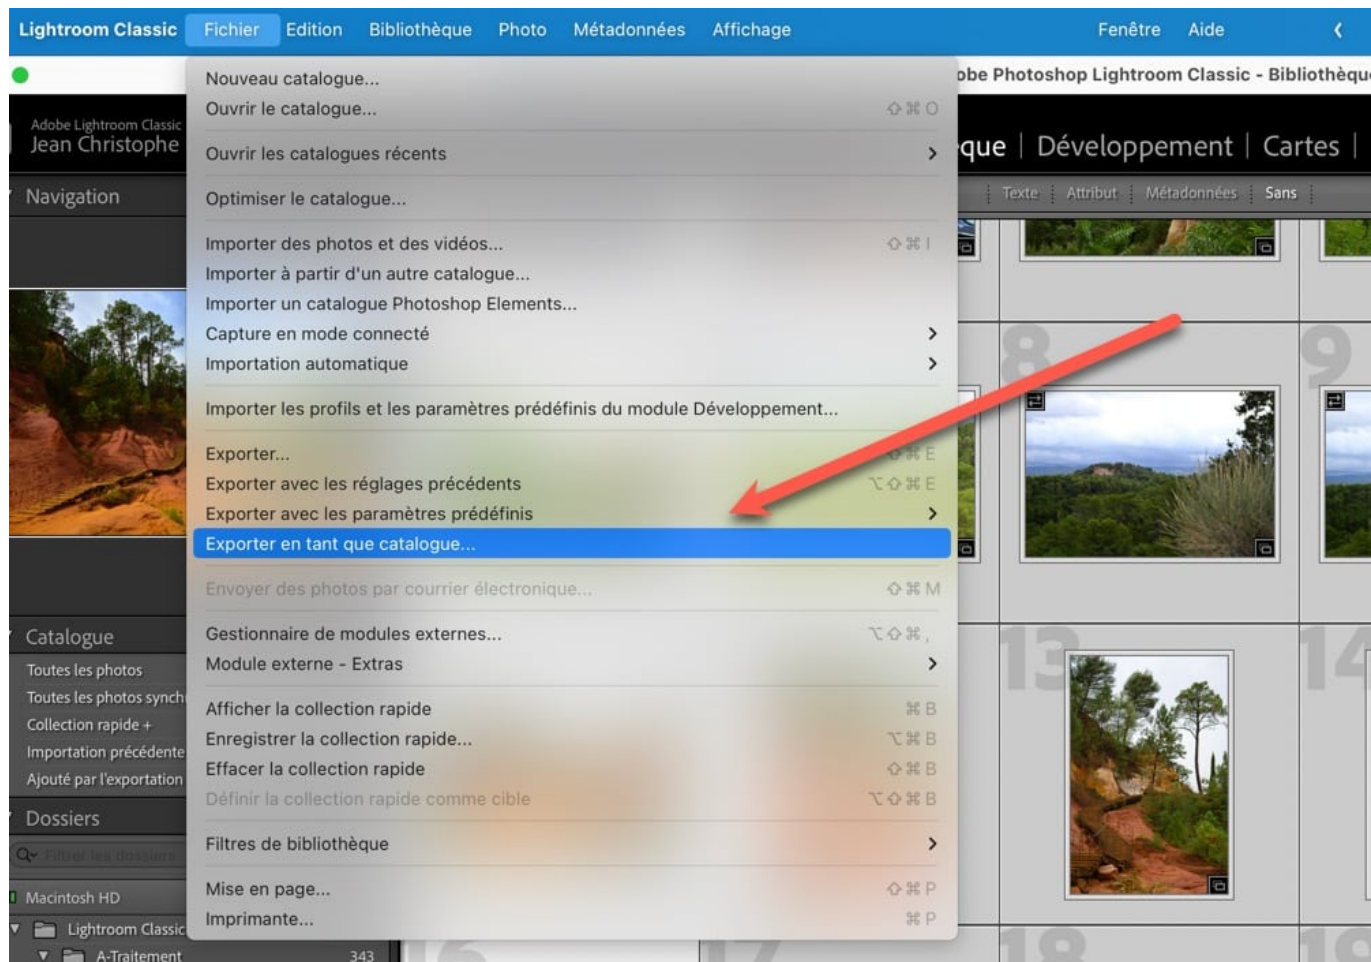 Lightroom Classic Fichier Edition Bibliothèque Photo Métadonnées Affichage Fenêtre Aide
obe Photoshop Lightroom Classic - Bibliothèqu
Adobe Lightroom Classic
Jean Christophe
que | Développement | Cartes |
Navigation
Texte Attribut Métadonnées Sans
Nouveau catalogue...
Ouvrir le catalogue... ⇧⌘O
Ouvrir les catalogues récents >
Optimiser le catalogue...
Importer des photos et des vidéos... ⇧⌘I
Importer à partir d'un autre catalogue...
Importer un catalogue Photoshop Elements...
Capture en mode connecté >
Importation automatique >
Importer les profils et les paramètres prédéfinis du module Développement...
Exporter... ⇧⌘E
Exporter avec les réglages précédents ⌥⇧⌘E
Exporter avec les paramètres prédéfinis >
Exporter en tant que catalogue...
Envoyer des photos par courrier électronique... ⇧⌘M
Gestionnaire de modules externes... ⌥⇧⌘,
Module externe - Extras >
Afficher la collection rapide ⌘B
Enregistrer la collection rapide... ⌥⌘B
Effacer la collection rapide ⇧⌘B
Définir la collection rapide comme cible ⌥⇧⌘B
Filtres de bibliothèque >
Mise en page... ⇧⌘P
Imprimante... ⌘P
Catalogue
Toutes les photos
Toutes les photos synch
Collection rapide +
Importation précédente
Ajouté par l'exportation
Dossiers
Filtrer les dossiers
Macintosh HD
Lightroom Classic
A-Traitement 343
8 9
13 14
16 17 18 19